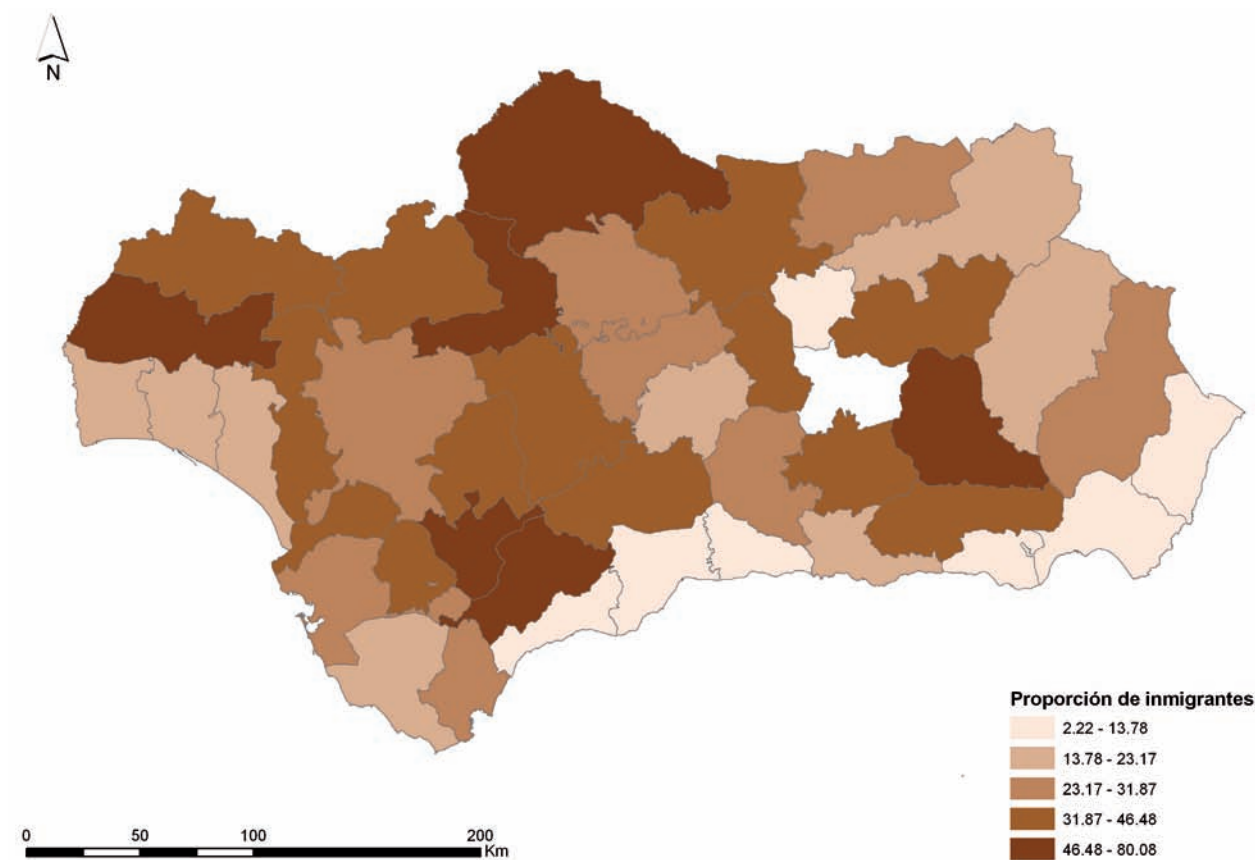 N
Proporción de inmigrantes
2.22 - 13.78
13.78 - 23.17
23.17 - 31.87
31.87 - 46.48
46.48 - 80.08
0 50 100 200
Km